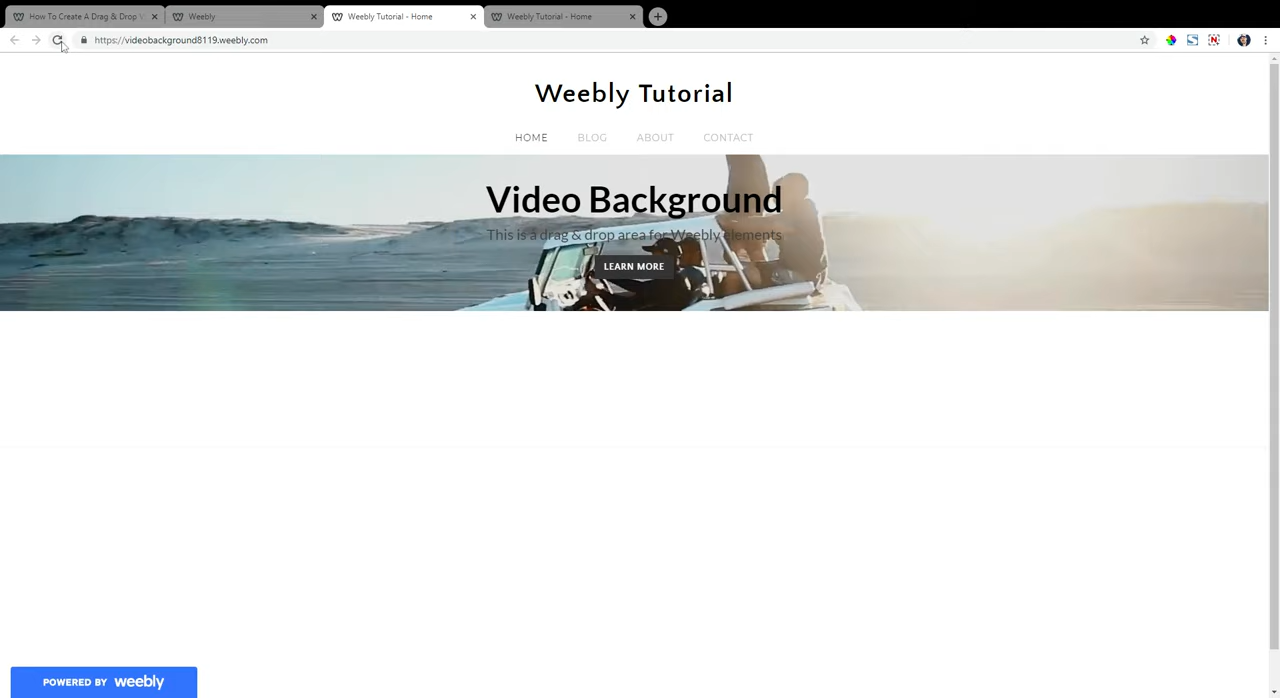 How To Create A Drag & Drop
Weebly
Weebly Tutorial - Home
Weebly Tutorial - Home
https://videobackground8119.weebly.com
N
Weebly Tutorial
HOME BLOG ABOUT CONTACT
Video Background
This is a drag & drop area for Weebly elements
LEARN MORE
POWERED BY weebly